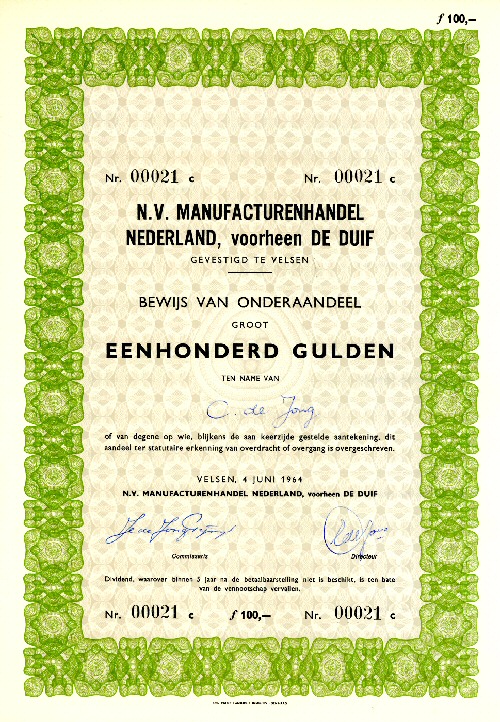 ƒ 100,—
Nr. 00021 c Nr. 00021 c
N.V. MANUFACTURENHANDEL
NEDERLAND, voorheen DE DUIF
GEVESTIGD TE VELSEN
BEWIJS VAN ONDERAANDEEL
GROOT
EENHONDERD GULDEN
TEN NAME VAN
C. de Jong
of van degene op wie, blijkens de aan keerzijde gestelde aantekening, dit
aandeel ter statutaire erkenning van overdracht of overgang is overgeschreven.
VELSEN, 4 JUNI 1964
N.V. MANUFACTURENHANDEL NEDERLAND, voorheen DE DUIF
Commissaris Directeur
Dividend, waarover binnen 5 jaar na de betaalbaarstelling niet is beschikt, is ten bate
van de vennootschap vervallen.
Nr. 00021 c ƒ 100,— Nr. 00021 c